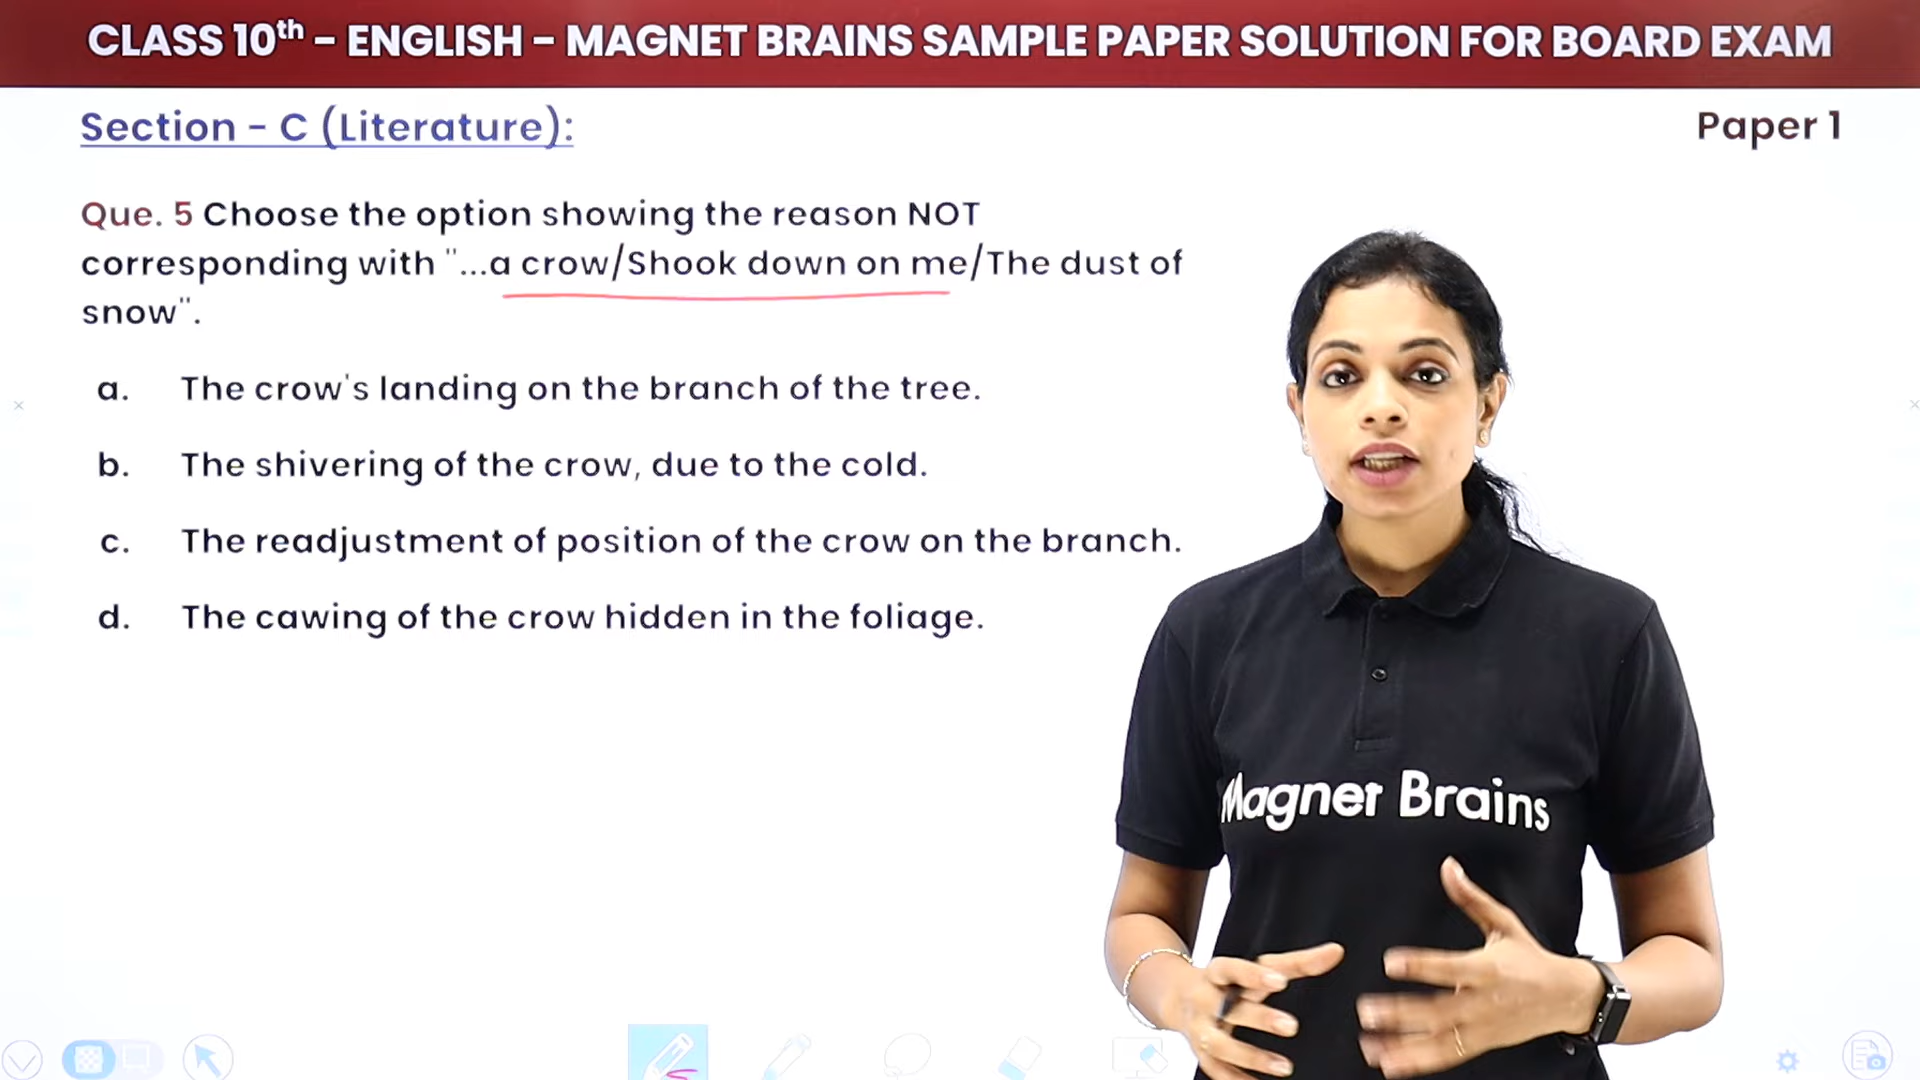 CLASS 10th - ENGLISH - MAGNET BRAINS SAMPLE PAPER SOLUTION FOR BOARD EXAM
Section - C (Literature):
Paper 1
Que. 5 Choose the option showing the reason NOT
corresponding with "...a crow/Shook down on me/The dust of
snow".
a. The crow's landing on the branch of the tree.
b. The shivering of the crow, due to the cold.
c. The readjustment of position of the crow on the branch.
d. The cawing of the crow hidden in the foliage.
Magnet Brains